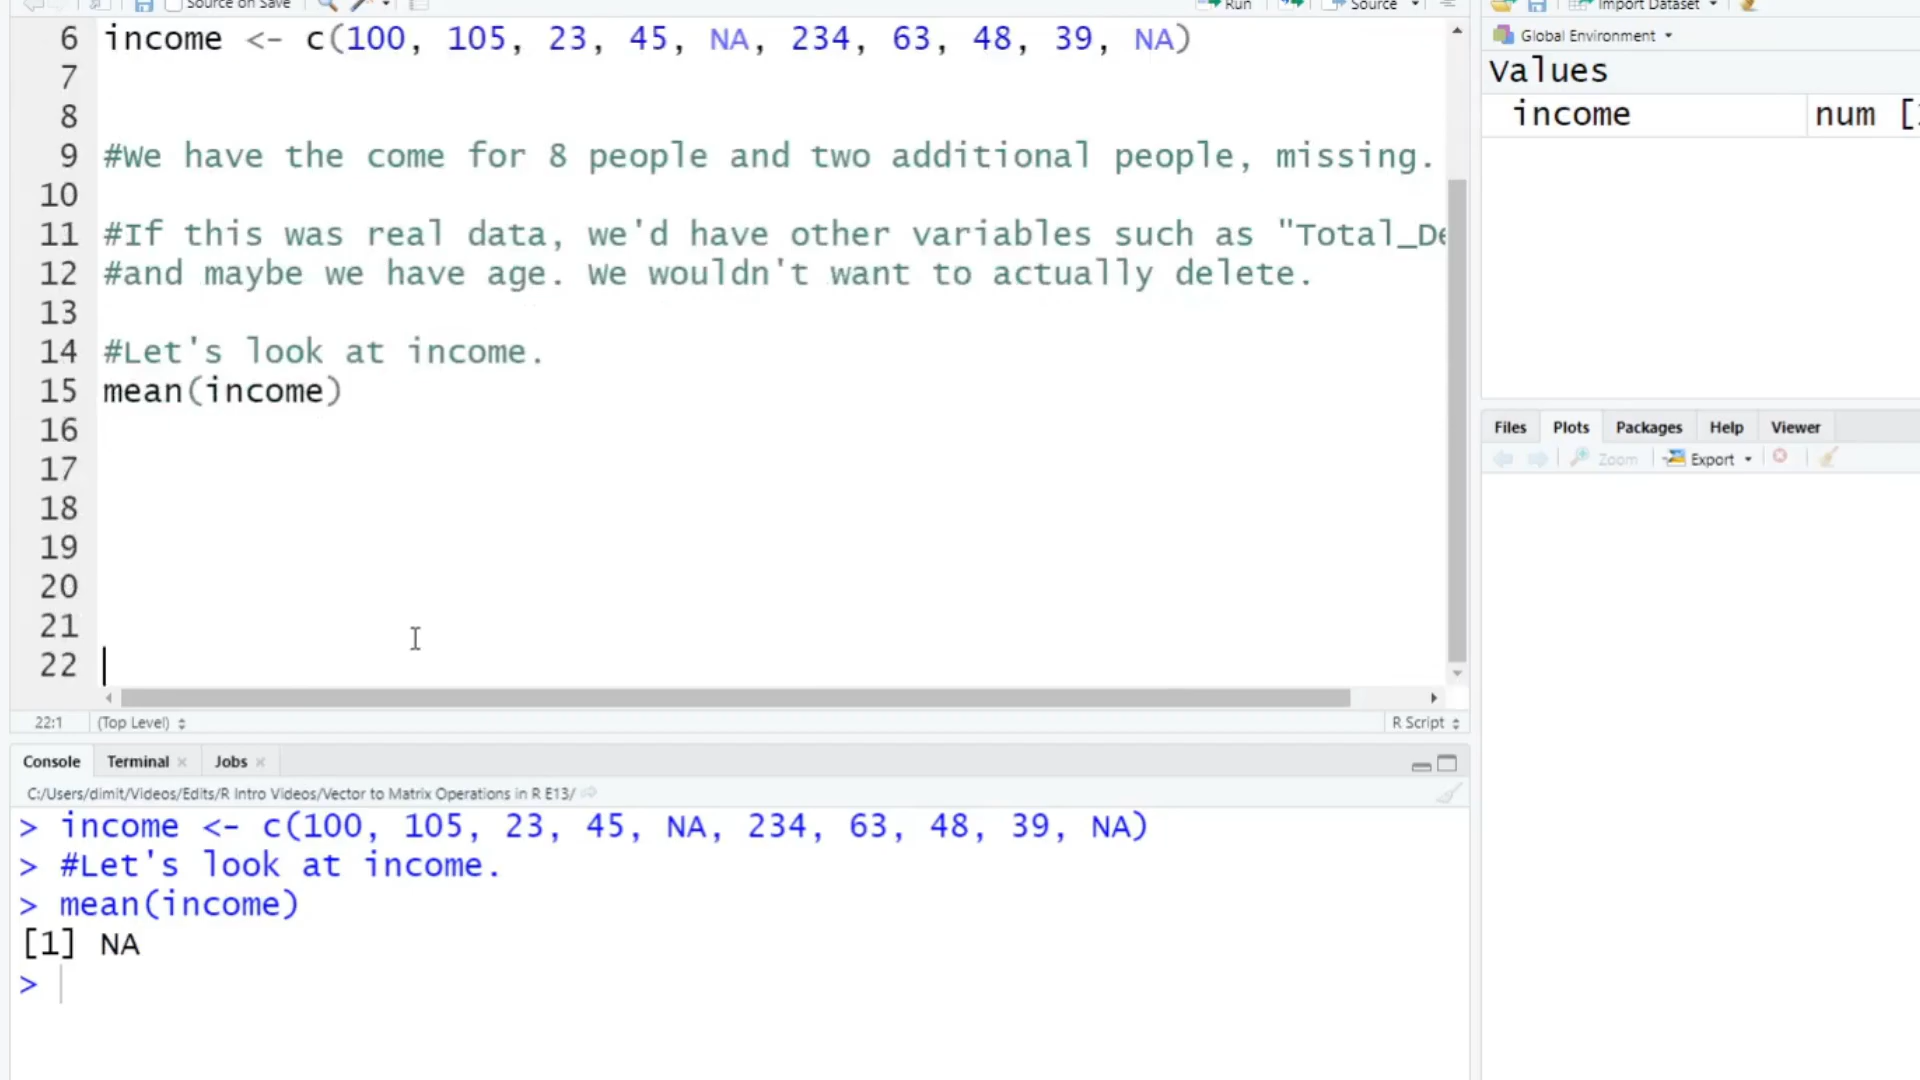 Source on Save
Run
Source
6 income <- c(100, 105, 23, 45, NA, 234, 63, 48, 39, NA)
7
8
9 #We have the come for 8 people and two additional people, missing.
10
11 #If this was real data, we'd have other variables such as "Total_De
12 #and maybe we have age. We wouldn't want to actually delete.
13
14 #Let's look at income.
15 mean(income)
16
17
18
19
20
21
22
22:1 (Top Level) R Script
Console Terminal Jobs
C:/Users/dimit/Videos/Edits/R Intro Videos/Vector to Matrix Operations in R E13/
> income <- c(100, 105, 23, 45, NA, 234, 63, 48, 39, NA)
> #Let's look at income.
> mean(income)
[1] NA
>
Import Dataset
Global Environment
Values
income num [
Files Plots Packages Help Viewer
Zoom Export